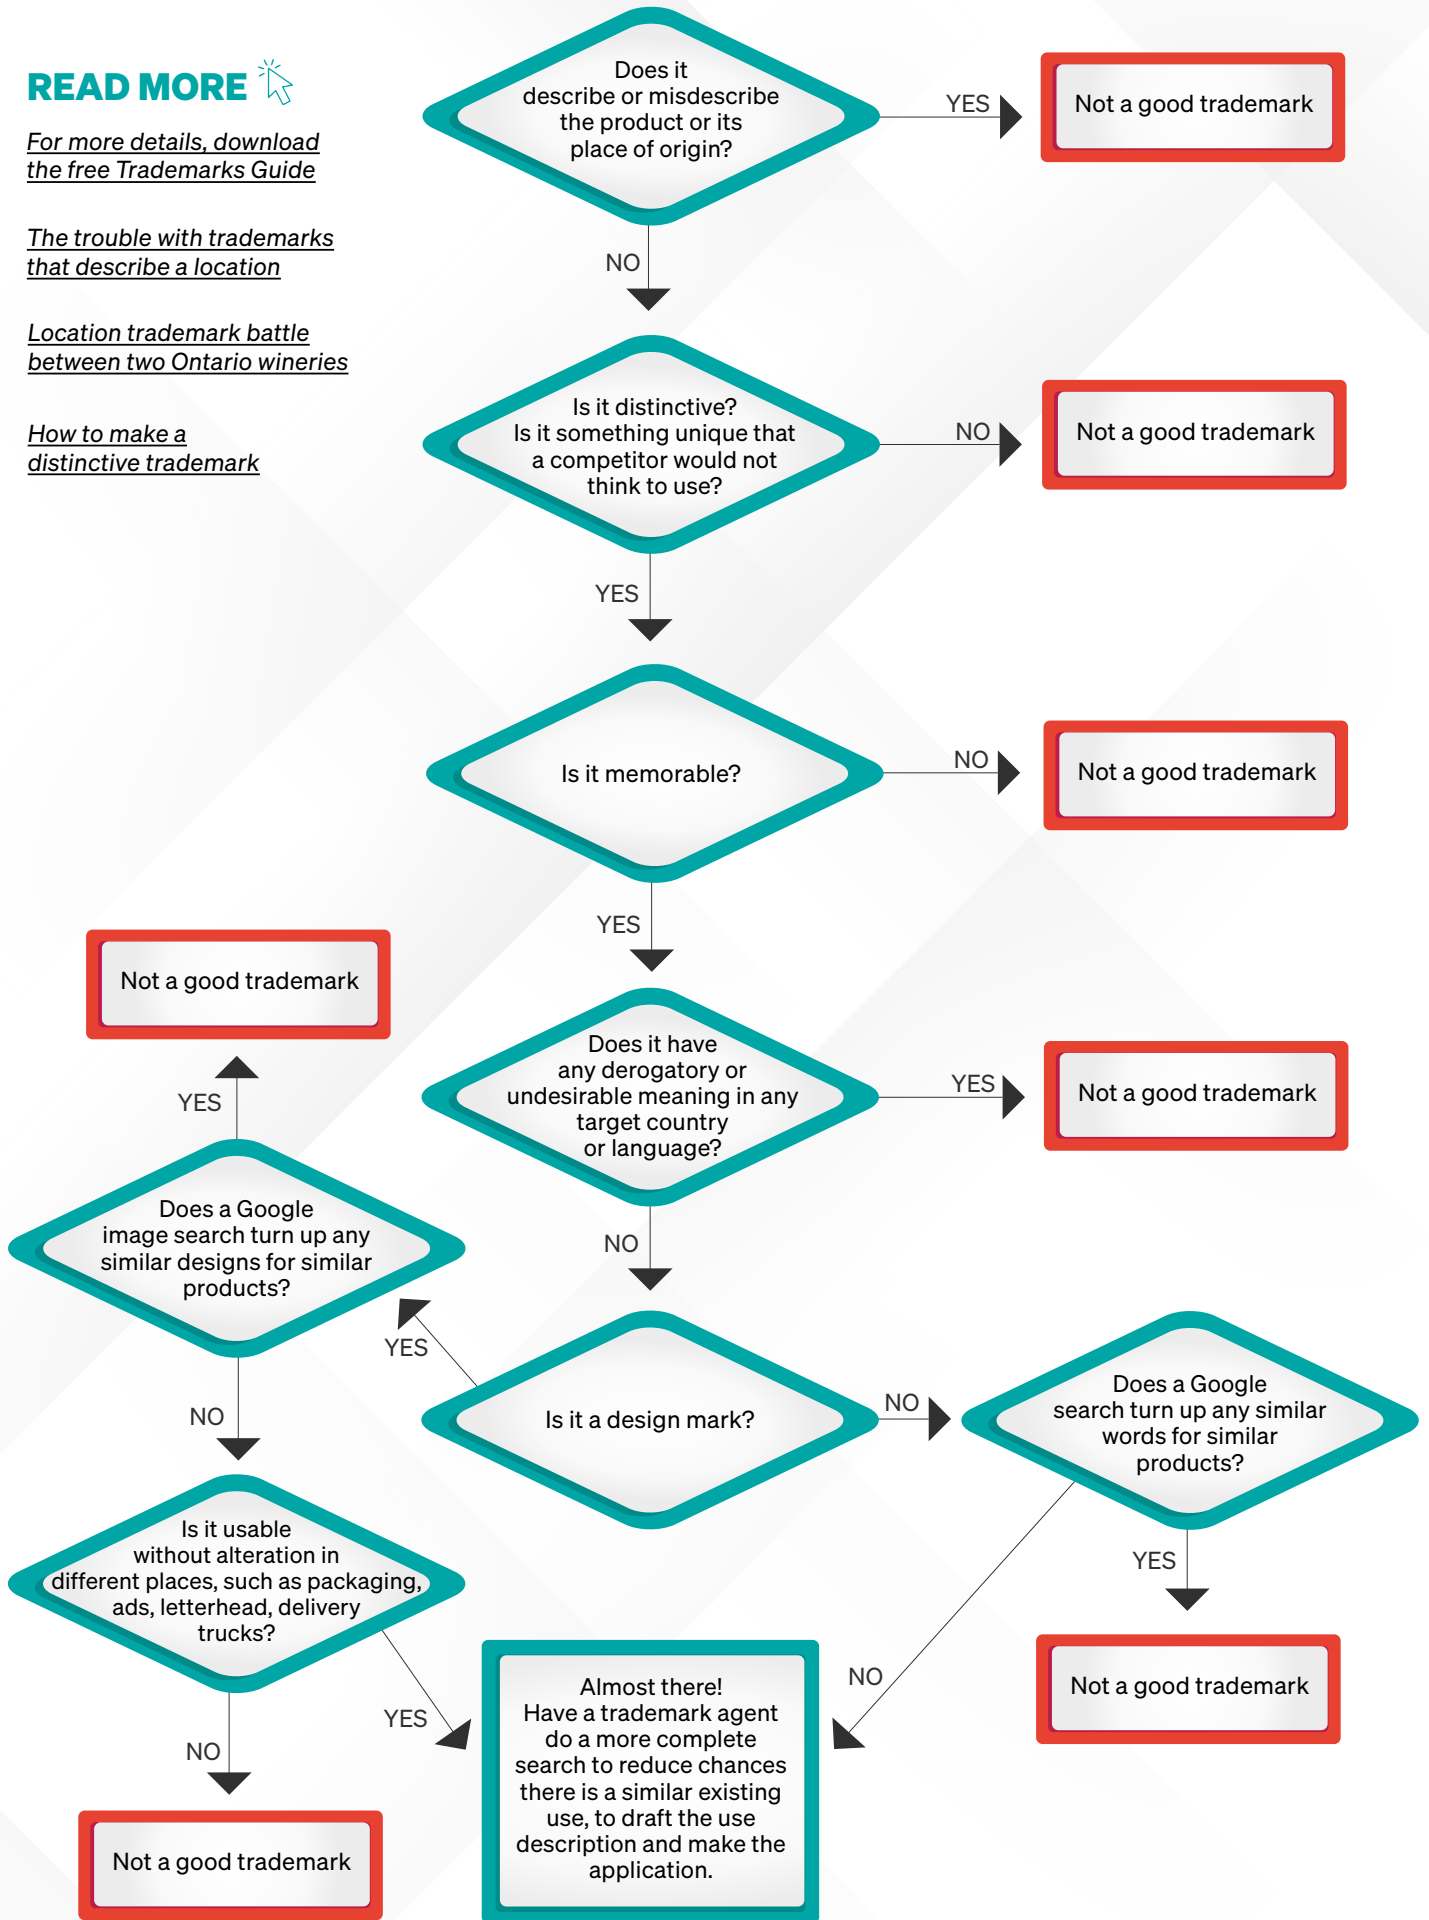 READ MORE
For more details, download
the free Trademarks Guide
The trouble with trademarks
that describe a location
Location trademark battle
between two Ontario wineries
How to make a
distinctive trademark
Does it
describe or misdescribe
the product or its
place of origin?
YES
Not a good trademark
NO
Is it distinctive?
Is it something unique that
a competitor would not
think to use?
NO
Not a good trademark
YES
Is it memorable?
NO
Not a good trademark
YES
Does it have
any derogatory or
undesirable meaning in any
target country
or language?
YES
Not a good trademark
NO
Is it a design mark?
YES
Does a Google
image search turn up any
similar designs for similar
products?
YES
Not a good trademark
NO
Is it usable
without alteration in
different places, such as packaging,
ads, letterhead, delivery
trucks?
NO
Not a good trademark
YES
NO
Does a Google
search turn up any similar
words for similar
products?
YES
Not a good trademark
NO
Almost there!
Have a trademark agent
do a more complete
search to reduce chances
there is a similar existing
use, to draft the use
description and make the
application.